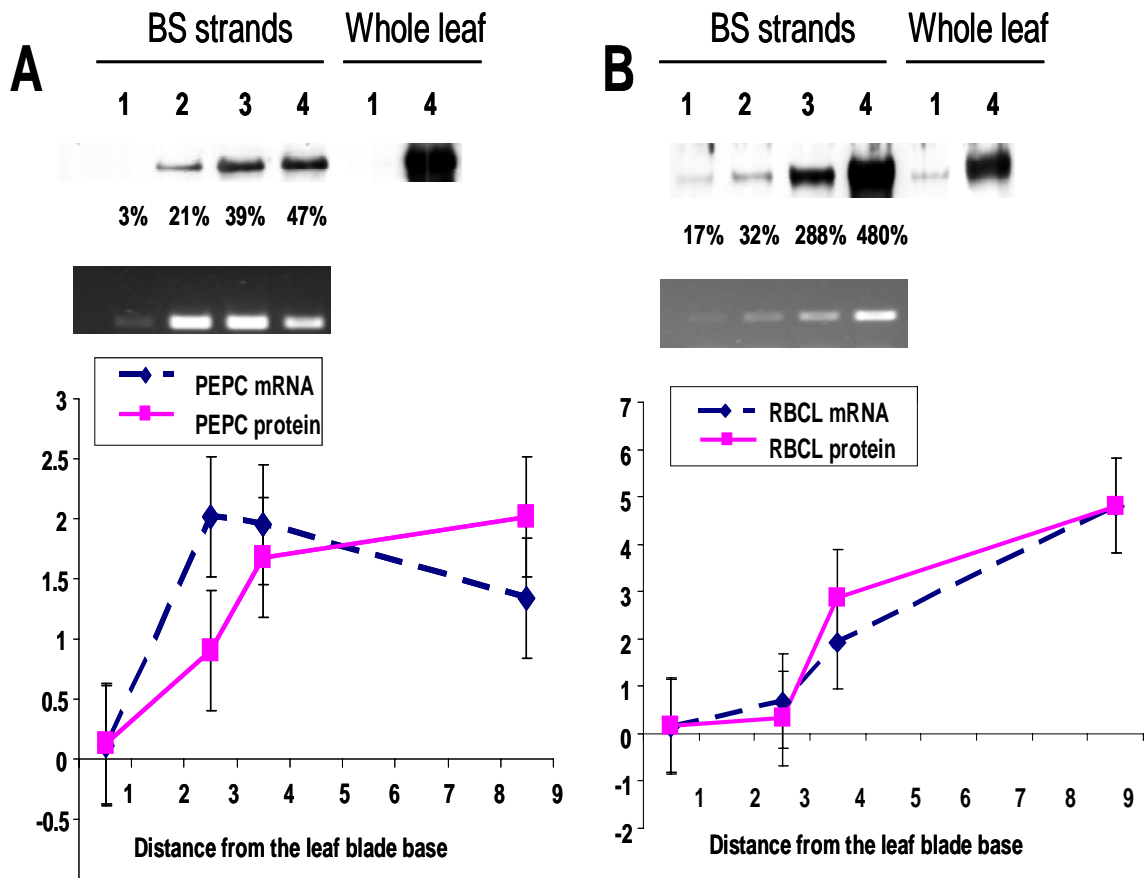 A
BS strands Whole leaf
1 2 3 4 1 4
3% 21% 39% 47%
PEPC mRNA
PEPC protein
3
2.5
2
1.5
1
0.5
0
-0.5
1 2 3 4 5 6 7 8 9
Distance from the leaf blade base
B
BS strands Whole leaf
1 2 3 4 1 4
17% 32% 288% 480%
RBCL mRNA
RBCL protein
7
6
5
4
3
2
1
0
-1
-2
1 2 3 4 5 6 7 8 9
Distance from the leaf blade base